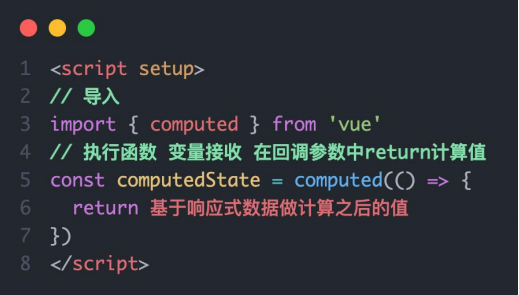 1 <script setup>
2 // 导入
3 import { computed } from 'vue'
4 // 执行函数 变量接收 在回调参数中return计算值
5 const computedState = computed(() => {
6   return 基于响应式数据做计算之后的值
7 })
8 </script>